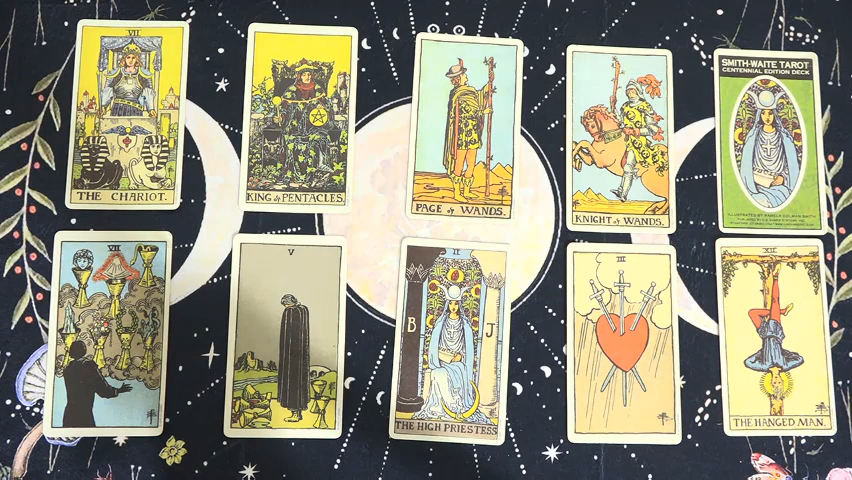 VII
THE CHARIOT.
KING of PENTACLES.
PAGE of WANDS.
KNIGHT of WANDS.
SMITH-WAITE TAROT
CENTENNIAL EDITION DECK
ILLUSTRATED BY PAMELA COLMAN SMITH
VII
V
II
B
J
THE HIGH PRIESTESS
III
XII
THE HANGED MAN.